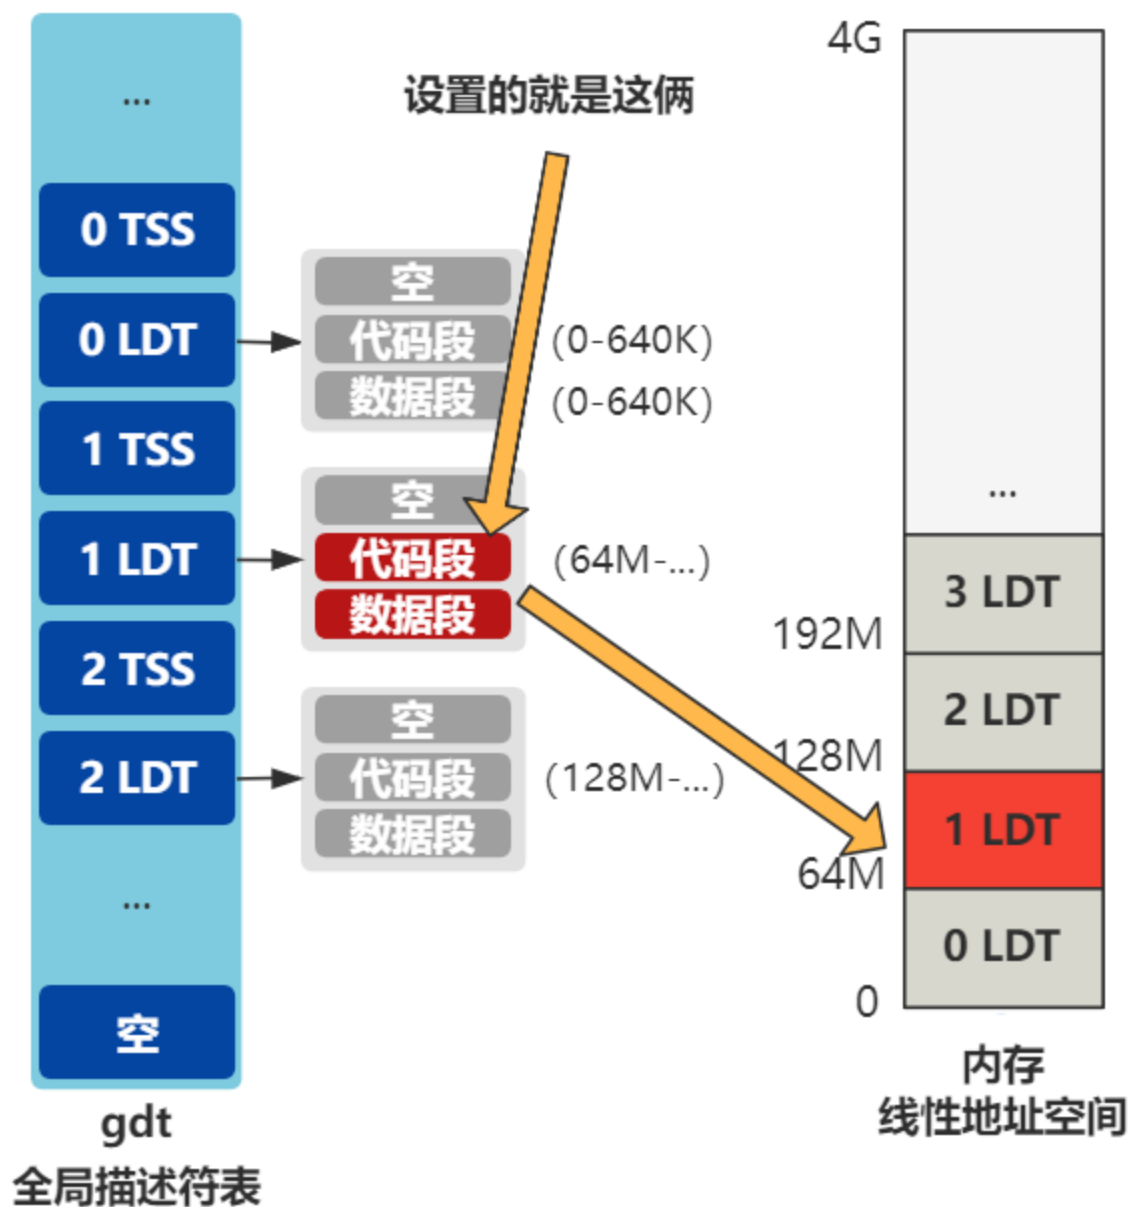 ...
0 TSS
0 LDT
1 TSS
1 LDT
2 TSS
2 LDT
...
空
gdt
全局描述符表
设置的就是这俩
空
代码段
(0-640K)
数据段
(0-640K)
空
代码段
(64M-...)
数据段
空
代码段
(128M-...)
数据段
4G
...
3 LDT
192M
2 LDT
128M
1 LDT
64M
0 LDT
0
内存
线性地址空间